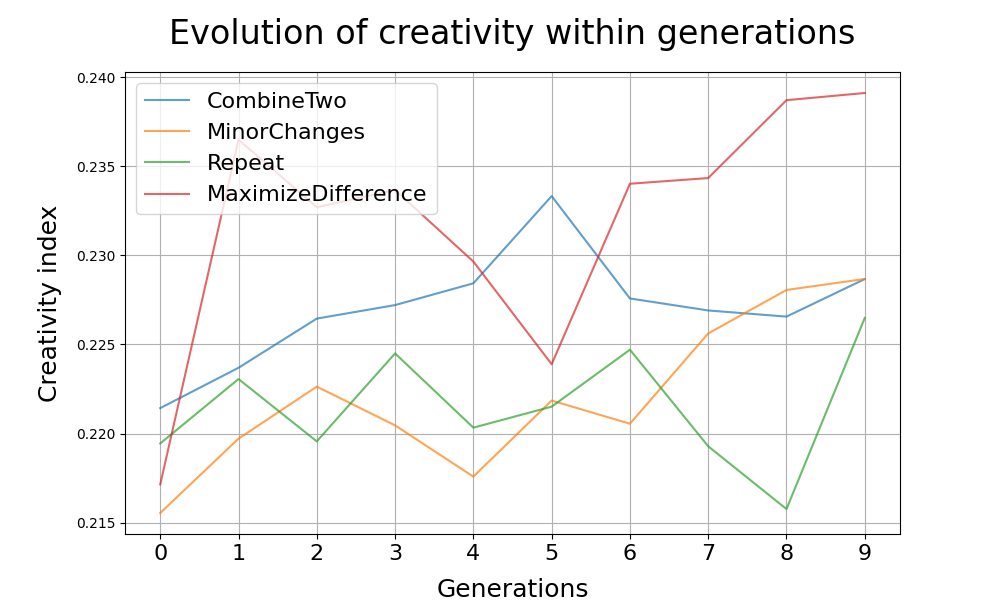 Evolution of creativity within generations
0.240
0.235
0.230
0.225
0.220
0.215
Creativity index
CombineTwo
MinorChanges
Repeat
MaximizeDifference
0 1 2 3 4 5 6 7 8 9
Generations